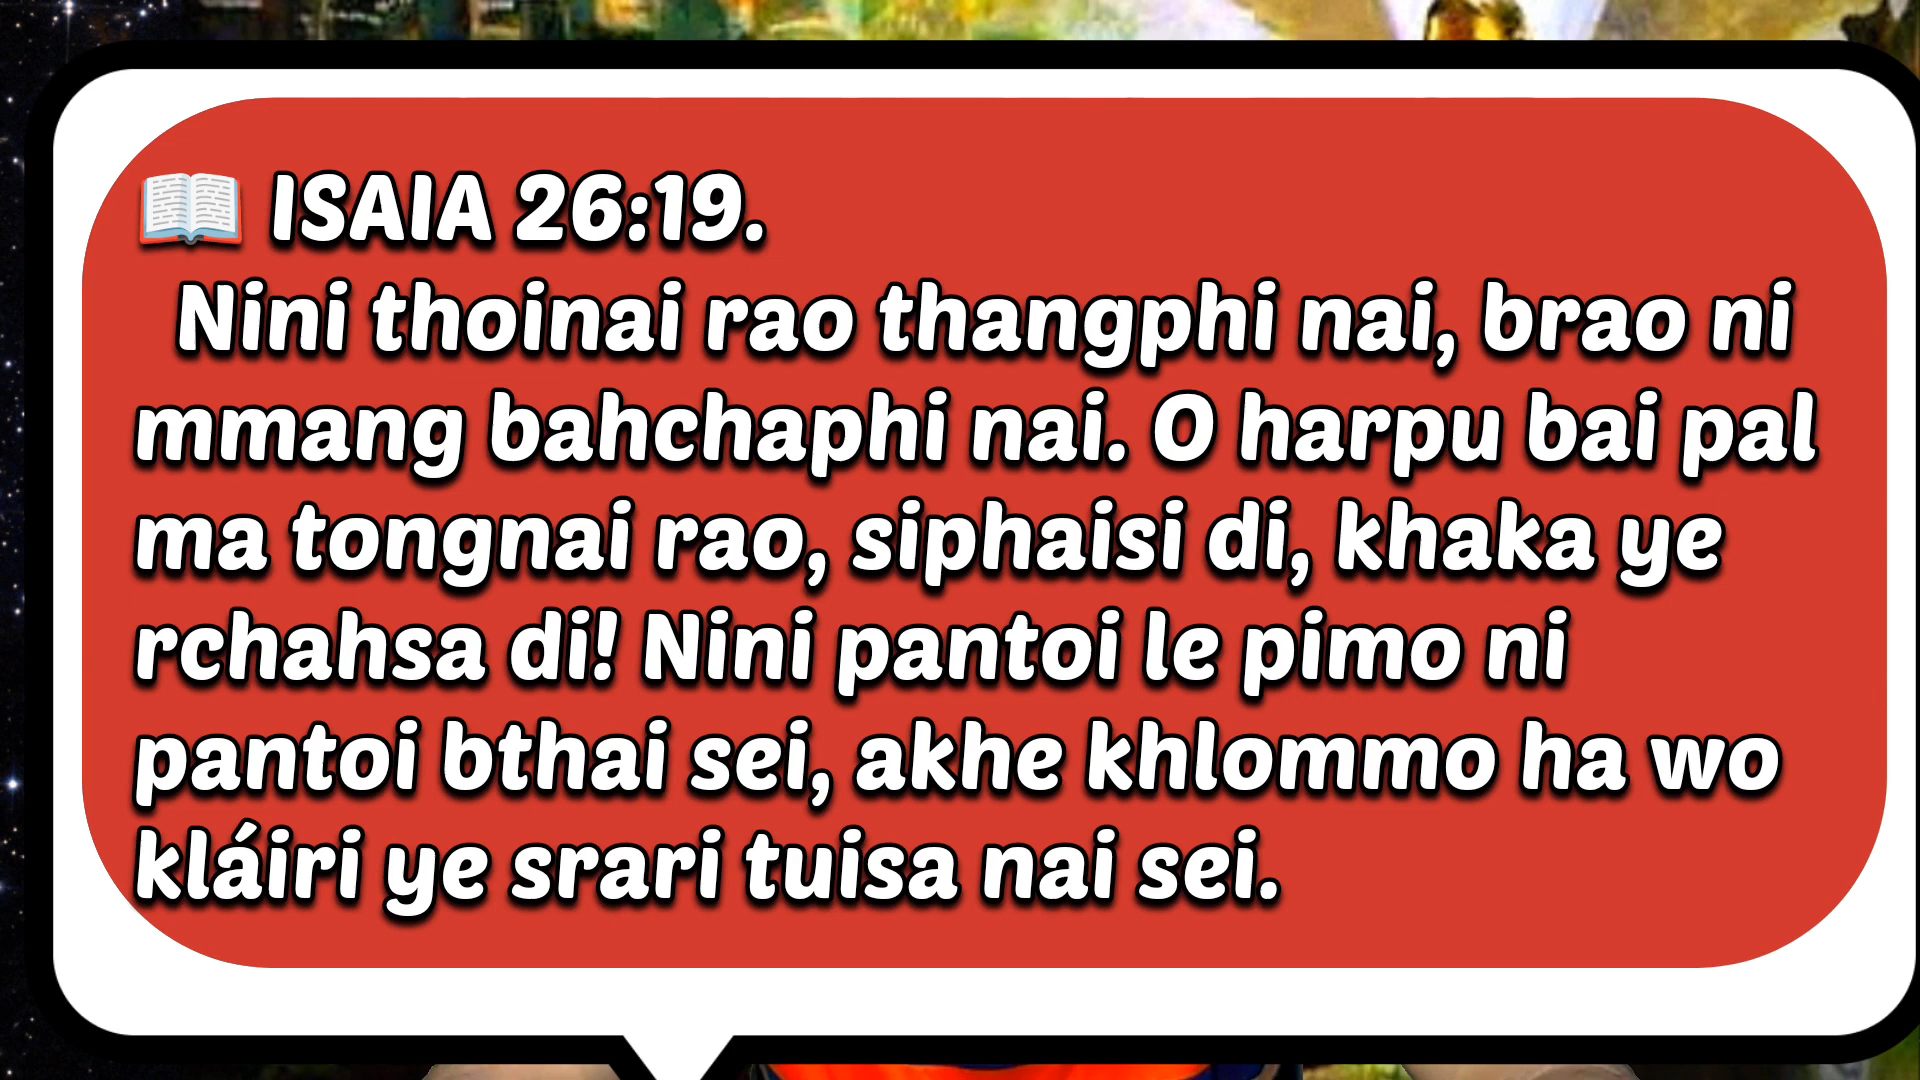 📖 ISAIA 26:19.
Nini thoinai rao thangphi nai, brao ni
mmang bahchaphi nai. O harpu bai pal
ma tongnai rao, siphaisi di, khaka ye
rchahsa di! Nini pantoi le pimo ni
pantoi bthai sei, akhe khlommo ha wo
kláiri ye srari tuisa nai sei.